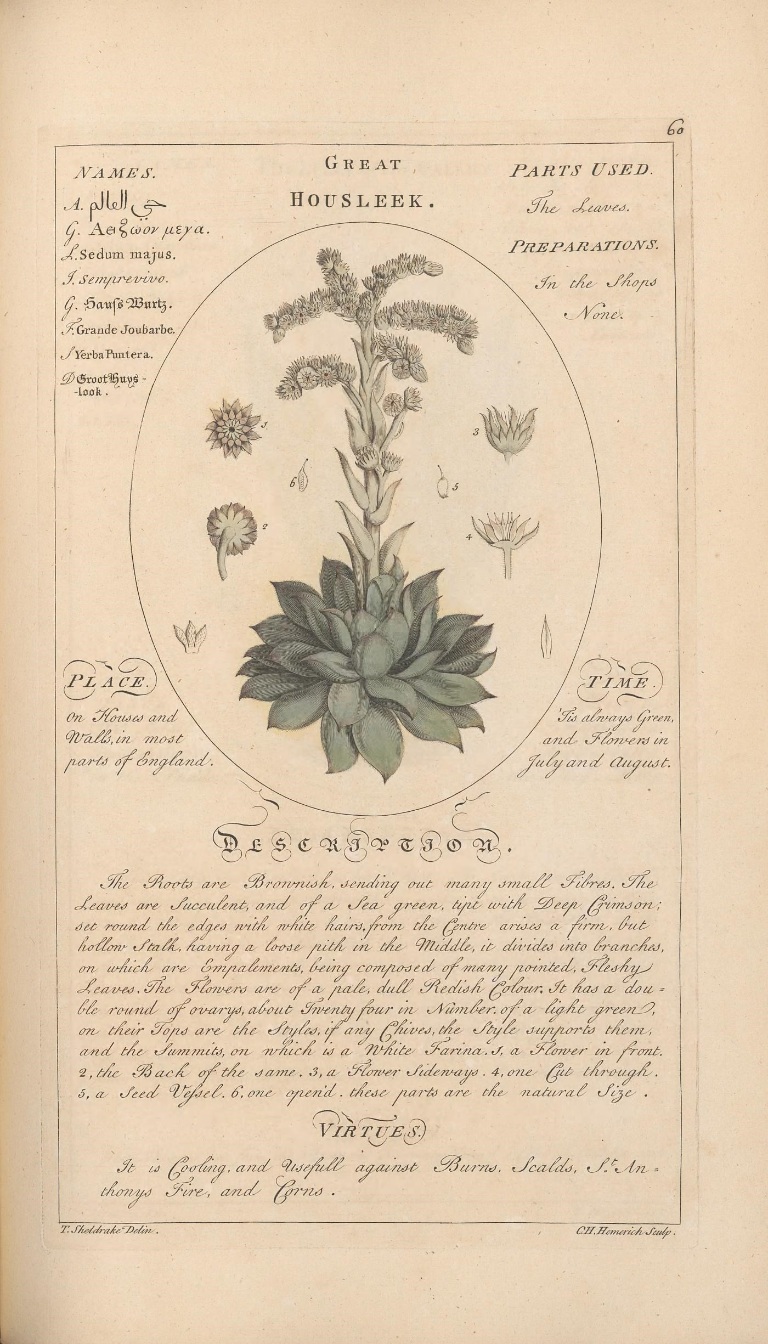 60
GREAT
HOUSLEEK.
NAMES.
A. حي العالم
G. Αειζωον μεγα.
L. Sedum majus.
I. Semprevivo.
G. Hauſs Wurtz.
F. Grande Joubarbe.
S Yerba Puntera.
D Groot Huys-
-look.
PARTS USED.
The Leaves.
PREPARATIONS.
In the Shops
None.
1
2
3
4
5
6
PLACE.
On Houses and
Walls, in most
parts of England.
TIME.
'Tis always Green,
and Flowers in
July and August.
DESCRIPTION.
The Roots are Brownish, sending out many small Fibres. The
Leaves are Succulent, and of a Sea green, tipt with Deep Crimson;
set round the edges with white hairs, from the Centre arises a firm, but
hollow Stalk, having a loose pith in the Middle, it divides into branches,
on which are Empalements, being composed of many pointed, Fleshy
Leaves. The Flowers are of a pale, dull Redish Colour. It has a dou=
ble round of ovarys, about Twenty four in Number, of a light green,
on their Tops are the Styles, if any Chives, the Style supports them,
and the Summits, on which is a White Farina. 1, a Flower in front.
2, the Back of the same. 3, a Flower Sideways. 4, one Cut through.
5, a Seed Veſsel. 6, one open'd. these parts are the natural Size.
VIRTUES.
It is Cooling, and Usefull against Burns, Scalds, St. An=
thonys Fire, and Corns.
T. Sheldrake Delin.
C.H. Hemerich Sculp.